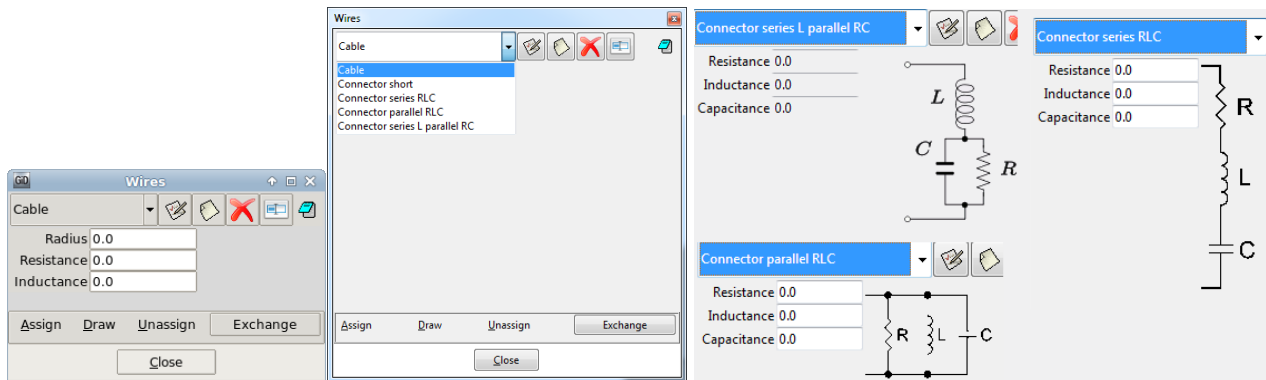 GiD Wires
Cable
Radius 0.0
Resistance 0.0
Inductance 0.0
Assign Draw Unassign Exchange
Close
Wires
Cable
Cable
Connector short
Connector series RLC
Connector parallel RLC
Connector series L parallel RC
Assign Draw Unassign Exchange
Close
Connector series L parallel RC
Resistance 0.0
Inductance 0.0
Capacitance 0.0
L
C
R
Connector parallel RLC
Resistance 0.0
Inductance 0.0
Capacitance 0.0
R L C
Connector series RLC
Resistance 0.0
Inductance 0.0
Capacitance 0.0
R
L
C